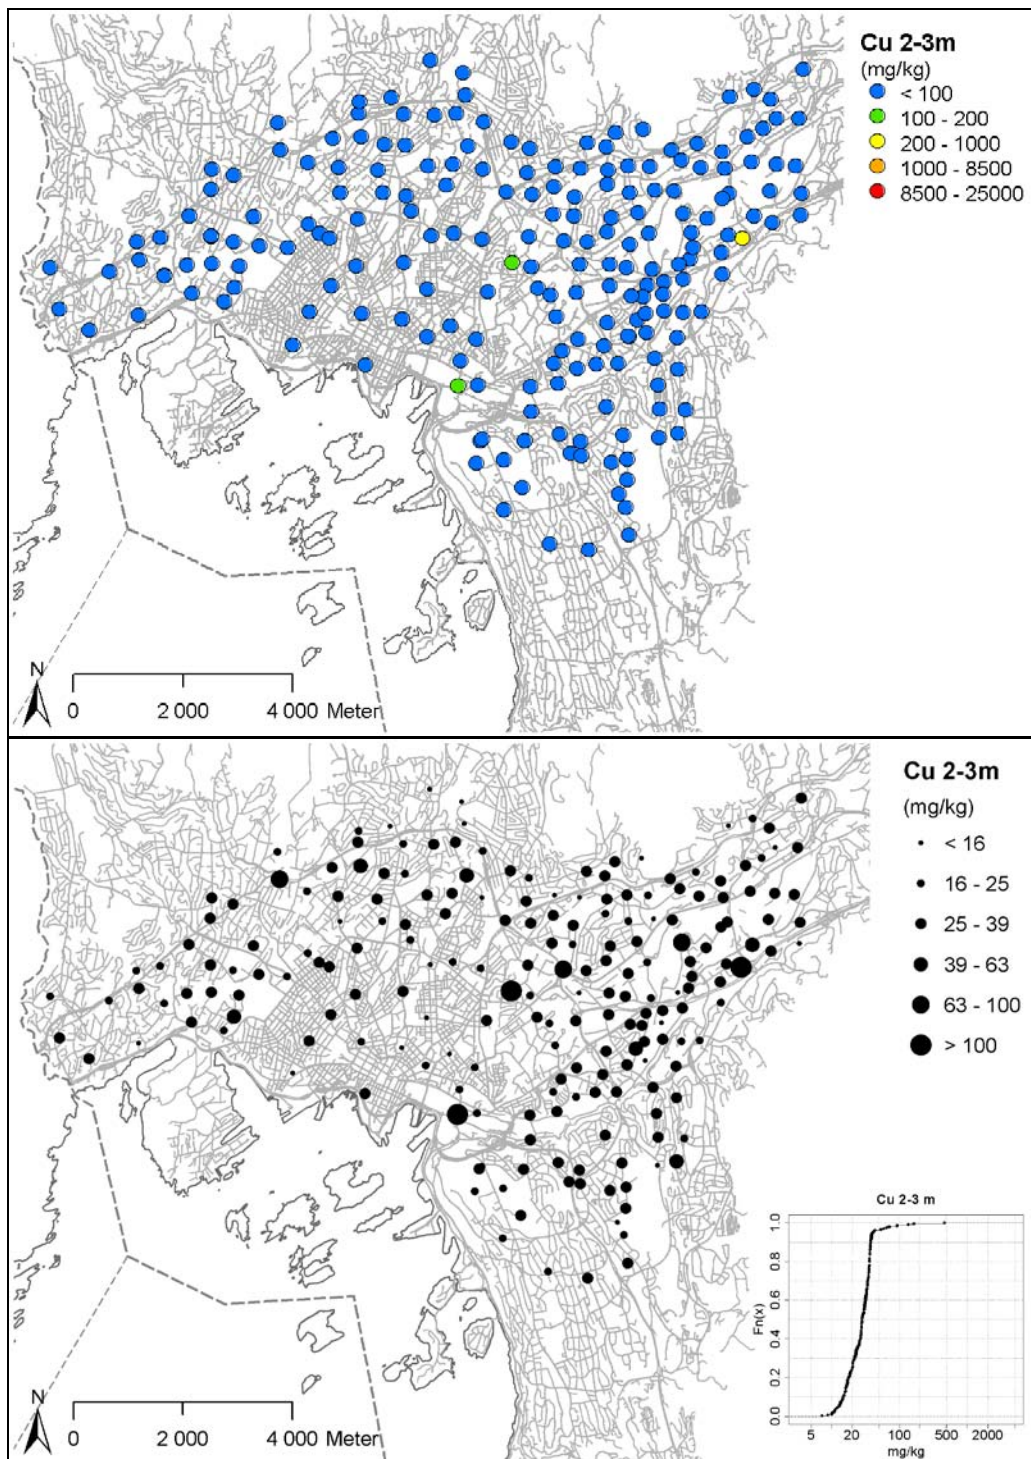 Cu 2-3m
(mg/kg)
< 100
100 - 200
200 - 1000
1000 - 8500
8500 - 25000
N
0 2 000 4 000 Meter
Cu 2-3m
(mg/kg)
< 16
16 - 25
25 - 39
39 - 63
63 - 100
> 100
Cu 2-3 m
Fn(x)
0.0 0.2 0.4 0.6 0.8 1.0
5 20 100 500 2000
mg/kg
N
0 2 000 4 000 Meter